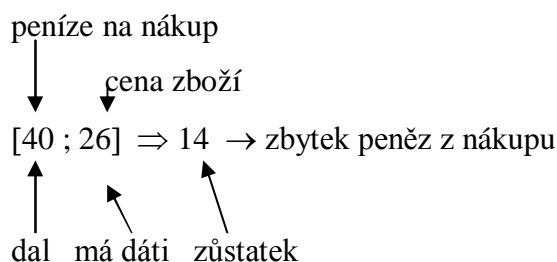 peníze na nákup
cena zboží
[40 ; 26] ⇒ 14 → zbytek peněz z nákupu
dal má dáti zůstatek